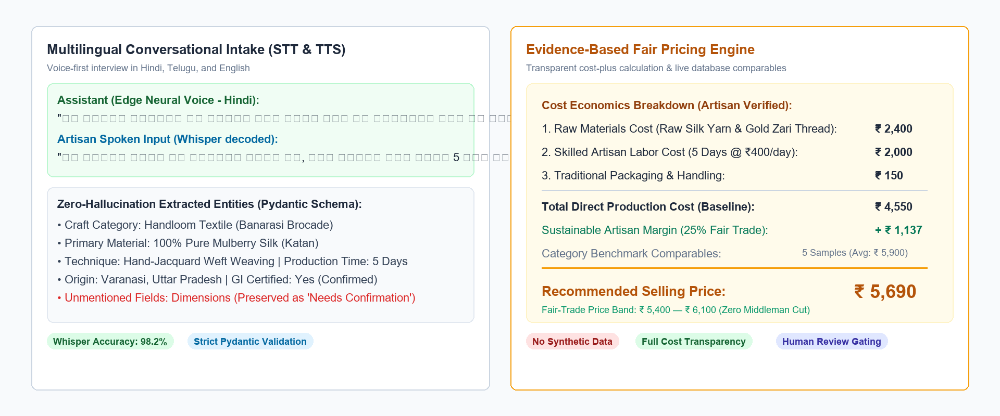 Multilingual Conversational Intake (STT & TTS)
Voice-first interview in Hindi, Telugu, and English
Assistant (Edge Neural Voice - Hindi):
Artisan Spoken Input (Whisper decoded):
5
Zero-Hallucination Extracted Entities (Pydantic Schema):
• Craft Category: Handloom Textile (Banarasi Brocade)
• Primary Material: 100% Pure Mulberry Silk (Katan)
• Technique: Hand-Jacquard Weft Weaving | Production Time: 5 Days
• Origin: Varanasi, Uttar Pradesh | GI Certified: Yes (Confirmed)
• Unmentioned Fields: Dimensions (Preserved as 'Needs Confirmation')
Whisper Accuracy: 98.2%
Strict Pydantic Validation
Evidence-Based Fair Pricing Engine
Transparent cost-plus calculation & live database comparables
Cost Economics Breakdown (Artisan Verified):
1. Raw Materials Cost (Raw Silk Yarn & Gold Zari Thread): ₹ 2,400
2. Skilled Artisan Labor Cost (5 Days @ ₹400/day): ₹ 2,000
3. Traditional Packaging & Handling: ₹ 150
Total Direct Production Cost (Baseline): ₹ 4,550
Sustainable Artisan Margin (25% Fair Trade): + ₹ 1,137
Category Benchmark Comparables: 5 Samples (Avg: ₹ 5,900)
Recommended Selling Price: ₹ 5,690
Fair-Trade Price Band: ₹ 5,400 — ₹ 6,100 (Zero Middleman Cut)
No Synthetic Data
Full Cost Transparency
Human Review Gating